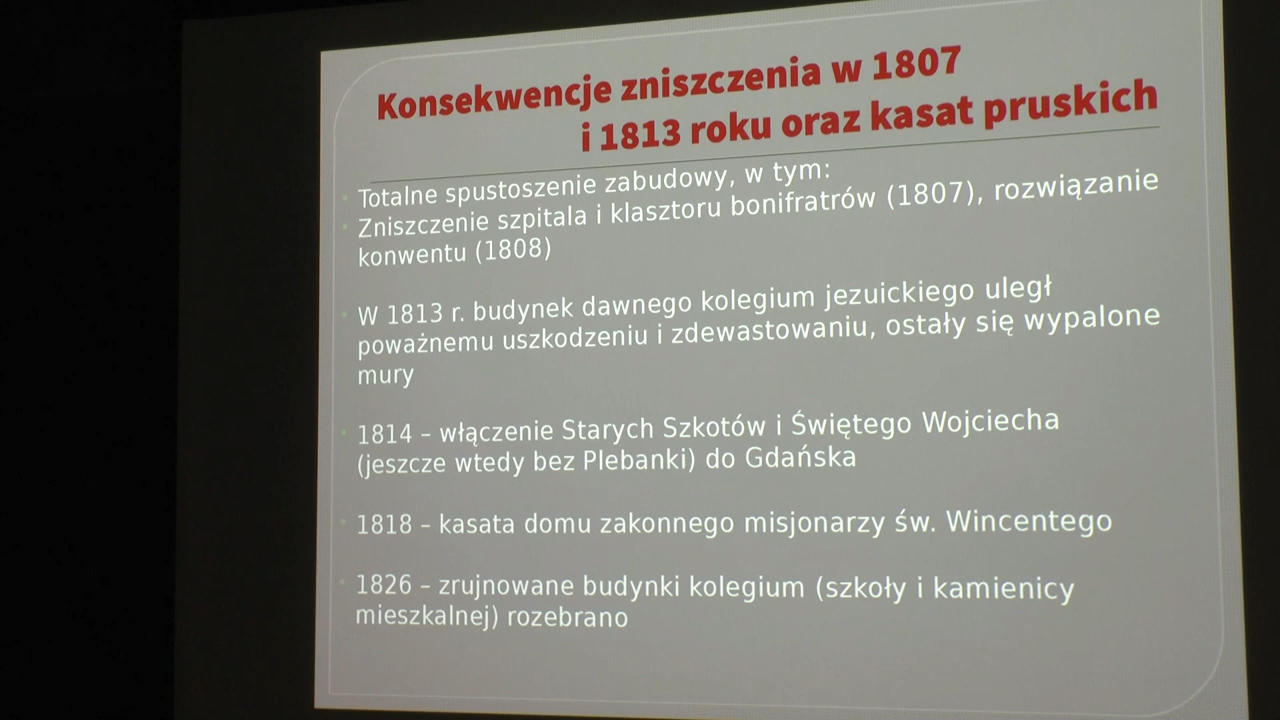 Konsekwencje zniszczenia w 1807
i 1813 roku oraz kasat pruskich
Totalne spustoszenie zabudowy, w tym:
Zniszczenie szpitala i klasztoru bonifratrów (1807), rozwiązanie
konwentu (1808)
W 1813 r. budynek dawnego kolegium jezuickiego uległ
poważnemu uszkodzeniu i zdewastowaniu, ostały się wypalone
mury
1814 – włączenie Starych Szkotów i Świętego Wojciecha
(jeszcze wtedy bez Plebanki) do Gdańska
1818 – kasata domu zakonnego misjonarzy św. Wincentego
1826 – zrujnowane budynki kolegium (szkoły i kamienicy
mieszkalnej) rozebrano